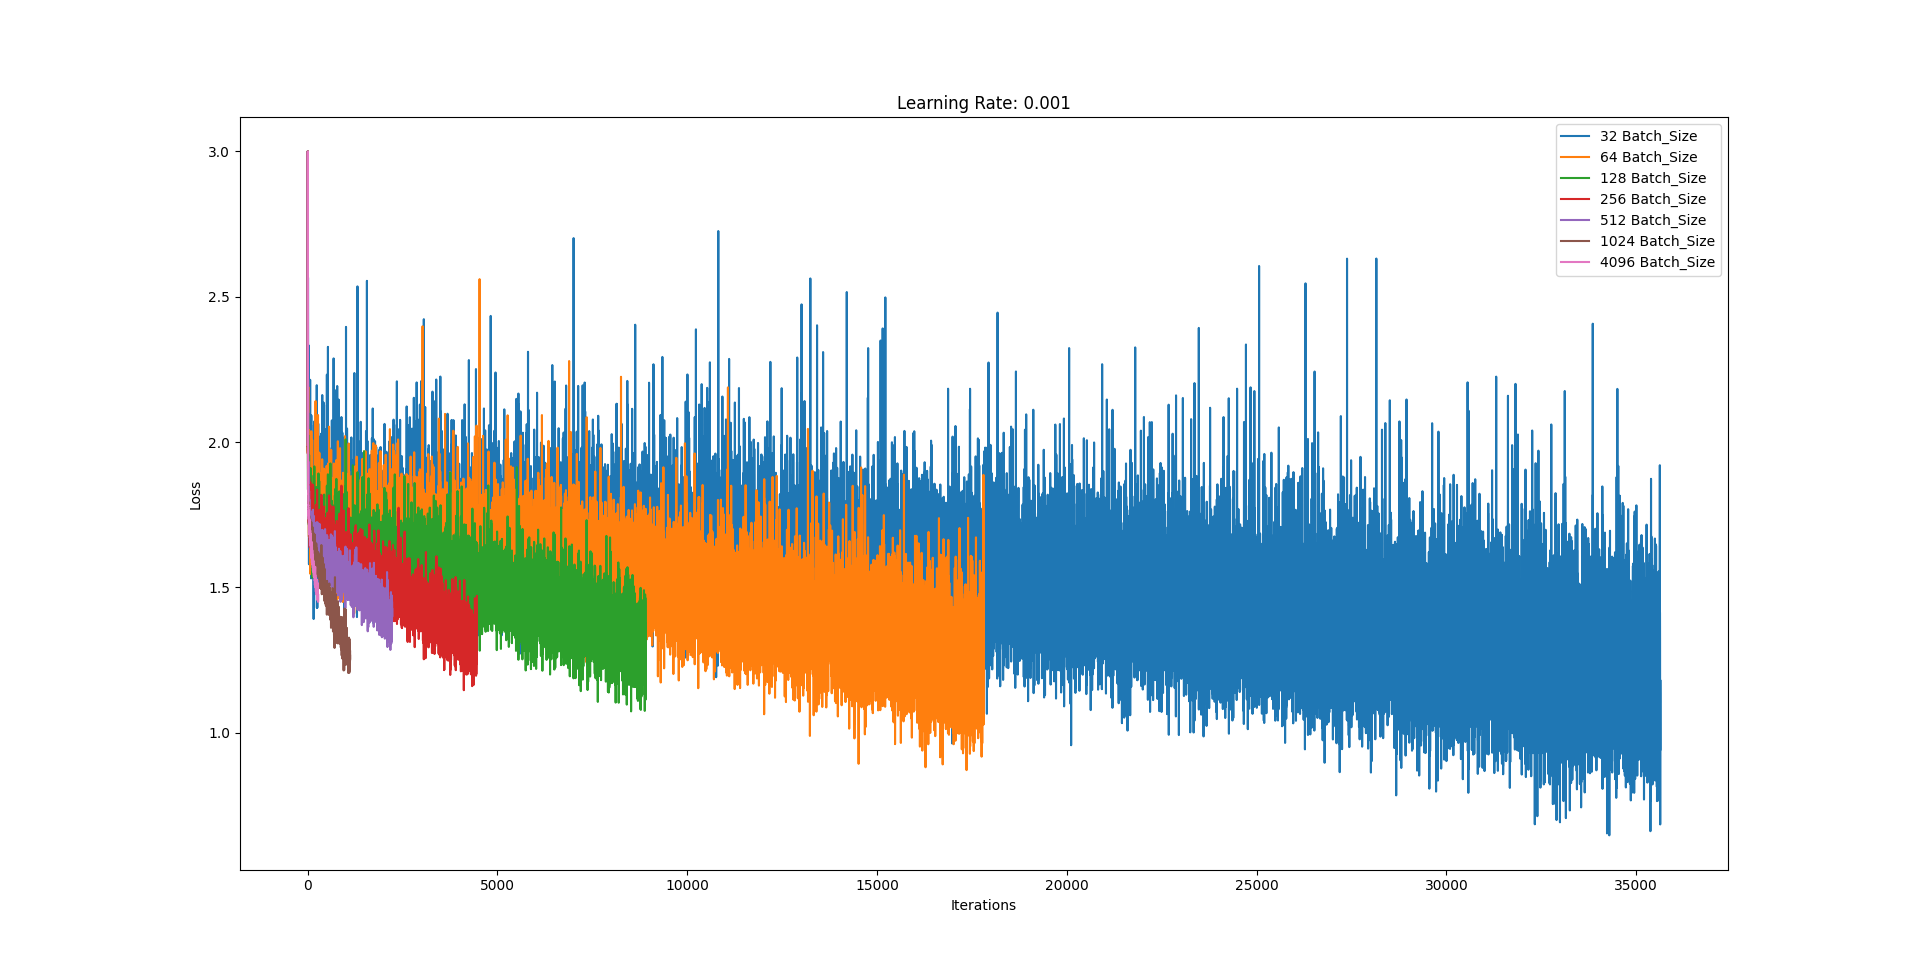 Learning Rate: 0.001
32 Batch_Size
64 Batch_Size
128 Batch_Size
256 Batch_Size
512 Batch_Size
1024 Batch_Size
4096 Batch_Size
3.0
2.5
2.0
1.5
1.0
Loss
0 5000 10000 15000 20000 25000 30000 35000
Iterations